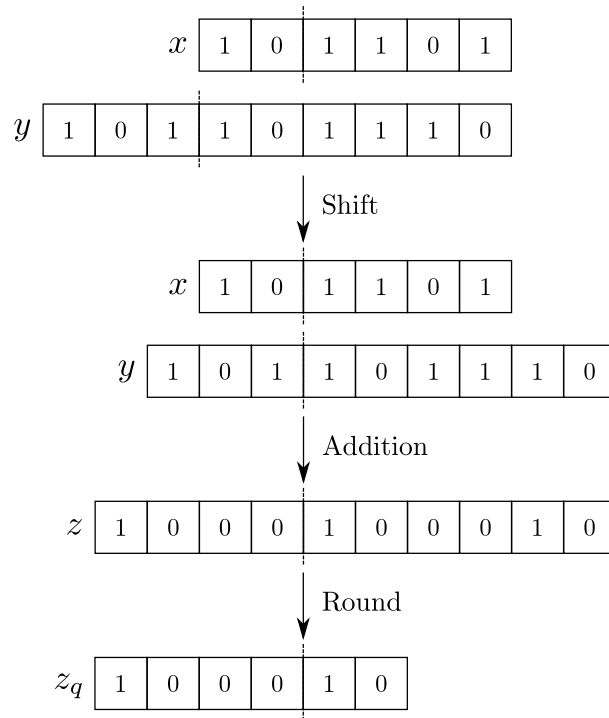 x 1 0 1 1 0 1
y 1 0 1 1 0 1 1 1 0
Shift
x 1 0 1 1 0 1
y 1 0 1 1 0 1 1 1 0
Addition
z 1 0 0 0 1 0 0 0 1 0
Round
z_q 1 0 0 0 1 0